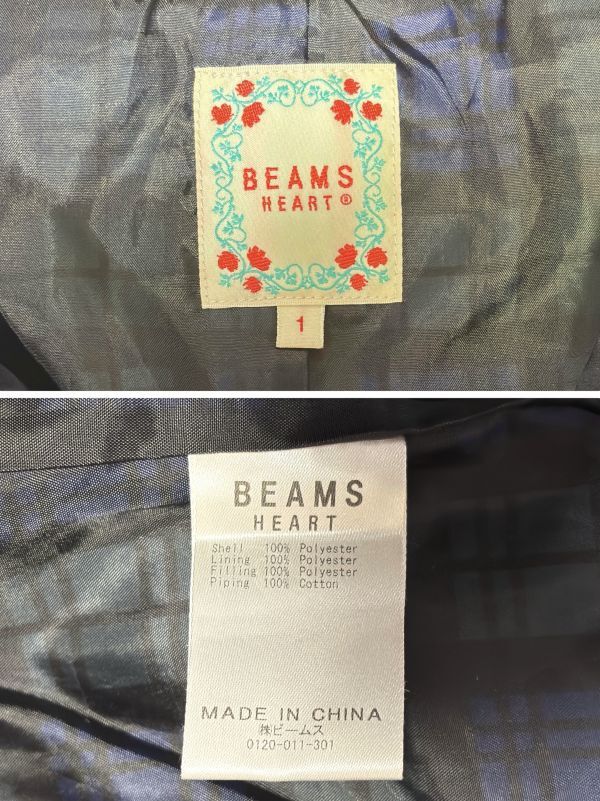 BEAMS
HEART®
1
BEAMS
HEART
Shell 100% Polyester
Lining 100% Polyester
Filling 100% Polyester
Piping 100% Cotton
MADE IN CHINA
㈱ビームス
0120-011-301